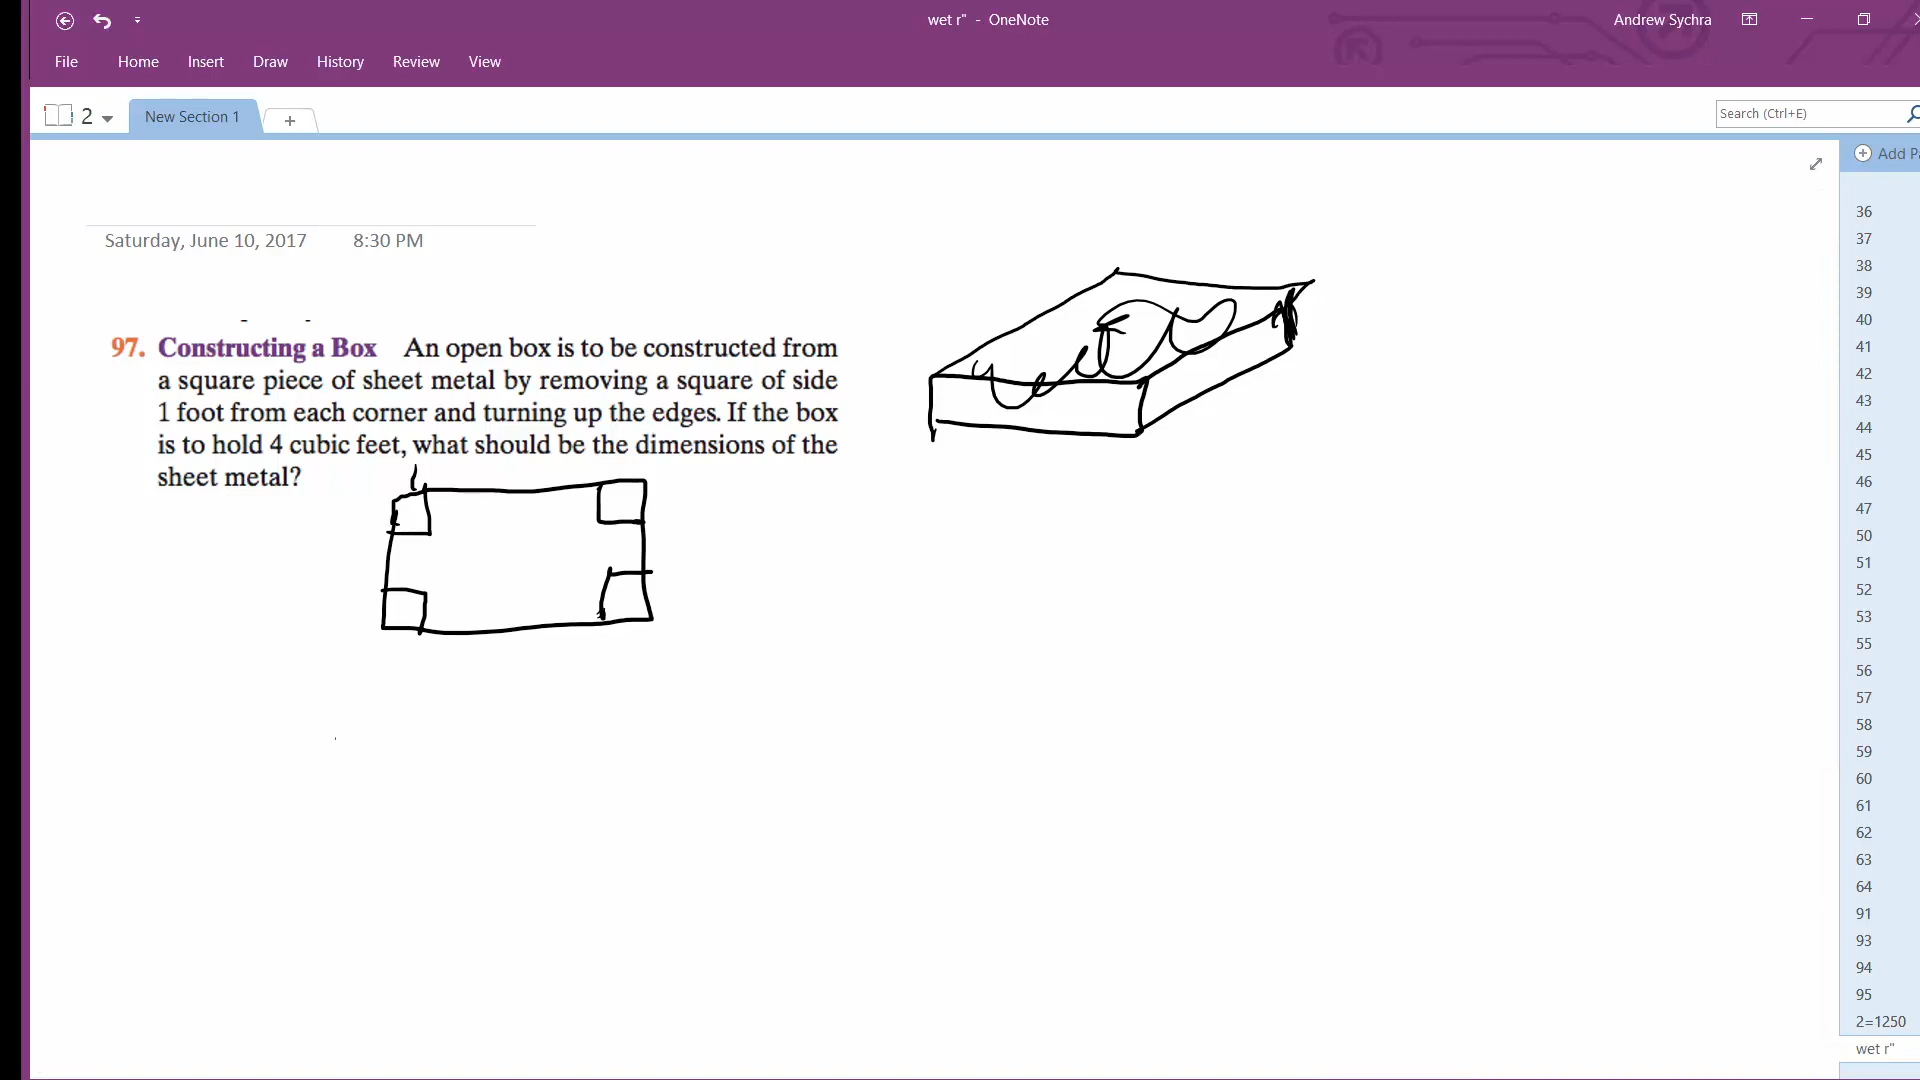 wet r" - OneNote
Andrew Sychra
File Home Insert Draw History Review View
2 New Section 1 +
Search (Ctrl+E)
Add Pa
Saturday, June 10, 2017 8:30 PM
97. Constructing a Box An open box is to be constructed from
a square piece of sheet metal by removing a square of side
1 foot from each corner and turning up the edges. If the box
is to hold 4 cubic feet, what should be the dimensions of the
sheet metal?
1
1
36
37
38
39
40
41
42
43
44
45
46
47
50
51
52
53
55
56
57
58
59
60
61
62
63
64
91
93
94
95
2=1250
wet r"